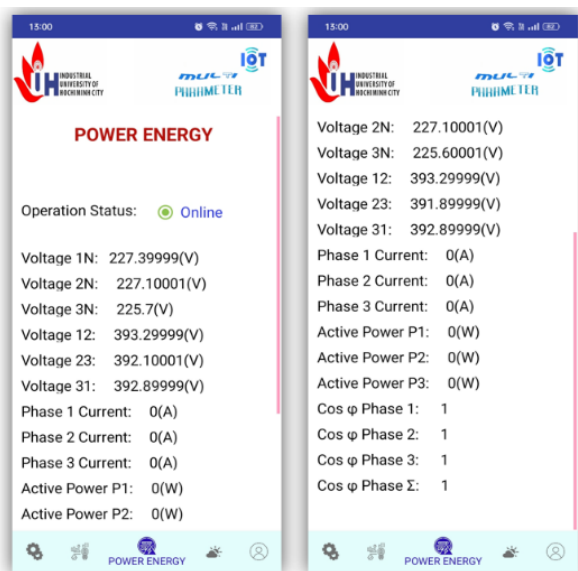 15:00
82
INDUSTRIAL
UNIVERSITY OF
HOCHIMINH CITY
IUH
IOT
MULTI
PARAMETER
POWER ENERGY
Operation Status: Online
Voltage 1N: 227.39999(V)
Voltage 2N: 227.10001(V)
Voltage 3N: 225.7(V)
Voltage 12: 393.29999(V)
Voltage 23: 392.10001(V)
Voltage 31: 392.89999(V)
Phase 1 Current: 0(A)
Phase 2 Current: 0(A)
Phase 3 Current: 0(A)
Active Power P1: 0(W)
Active Power P2: 0(W)
POWER ENERGY
15:00
82
INDUSTRIAL
UNIVERSITY OF
HOCHIMINH CITY
IUH
IOT
MULTI
PARAMETER
Voltage 2N: 227.10001(V)
Voltage 3N: 225.60001(V)
Voltage 12: 393.29999(V)
Voltage 23: 391.89999(V)
Voltage 31: 392.89999(V)
Phase 1 Current: 0(A)
Phase 2 Current: 0(A)
Phase 3 Current: 0(A)
Active Power P1: 0(W)
Active Power P2: 0(W)
Active Power P3: 0(W)
Cos φ Phase 1: 1
Cos φ Phase 2: 1
Cos φ Phase 3: 1
Cos φ Phase Σ: 1
POWER ENERGY